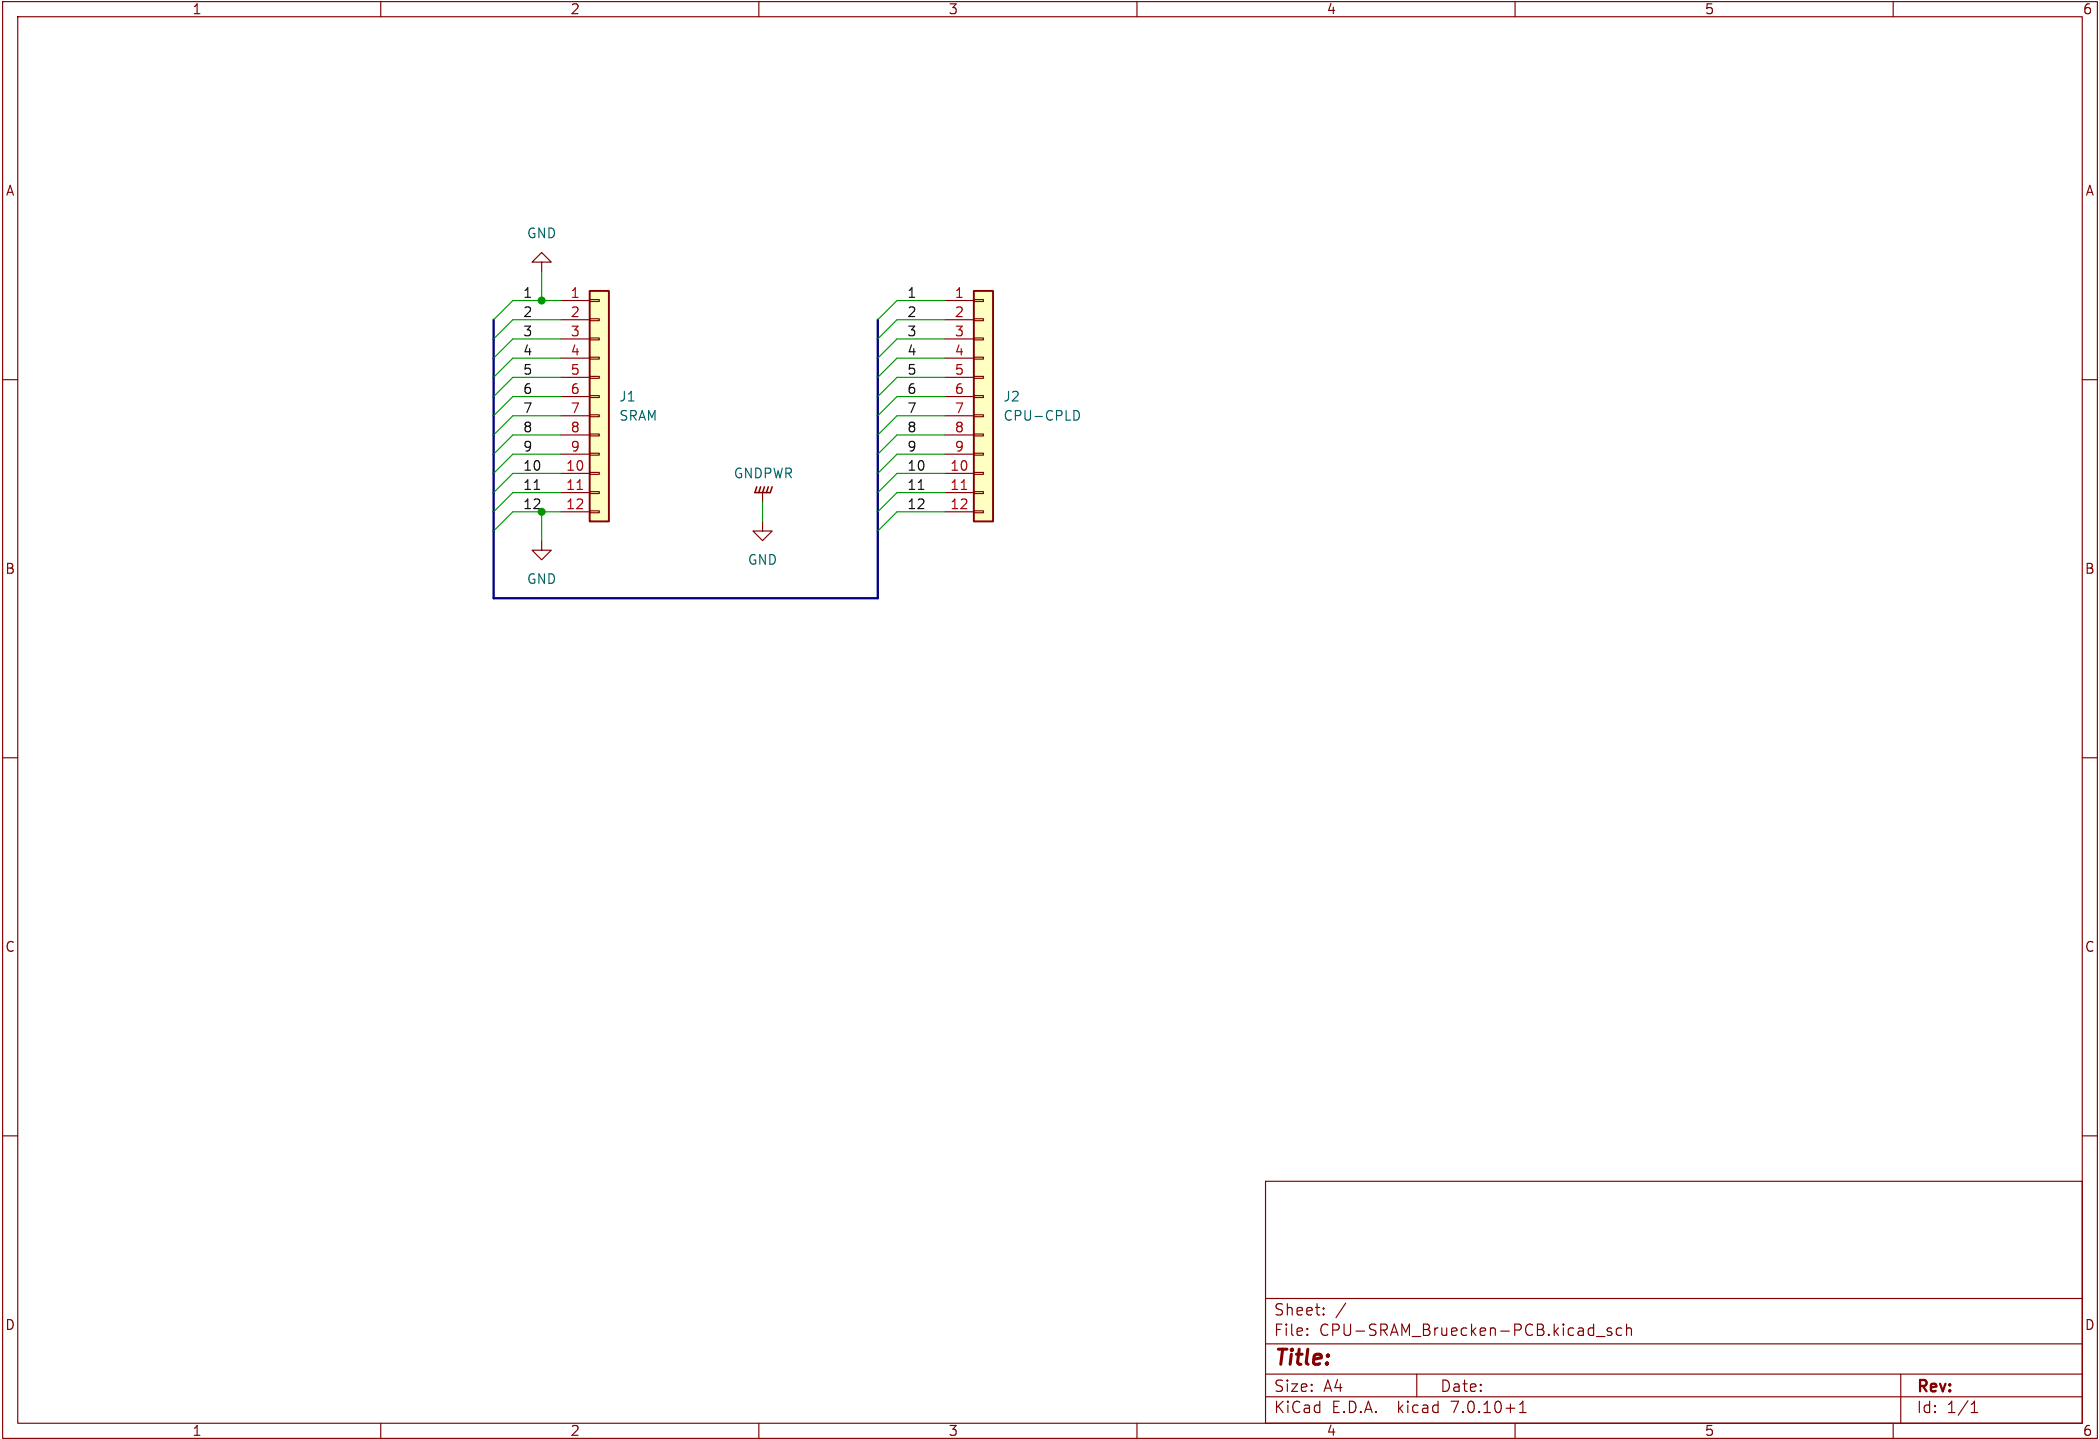 1 2 3 4 5 6
A A
GND
1 1 1 1
2 2 2 2
3 3 3 3
4 4 4 4
5 5 5 5
6 6 6 6
J1 J2
7 7 7 7
SRAM CPU-CPLD
8 8 8 8
9 9 9 9
10 10 GNDPWR 10 10
11 11 11 11
12 12 12 12
GND
B B
GND
C C
Sheet: /
D D
File: CPU-SRAM_Bruecken-PCB.kicad_sch
Title:
Size: A4 Date: Rev:
KiCad E.D.A. kicad 7.0.10+1 Id: 1/1
1 2 3 4 5 6